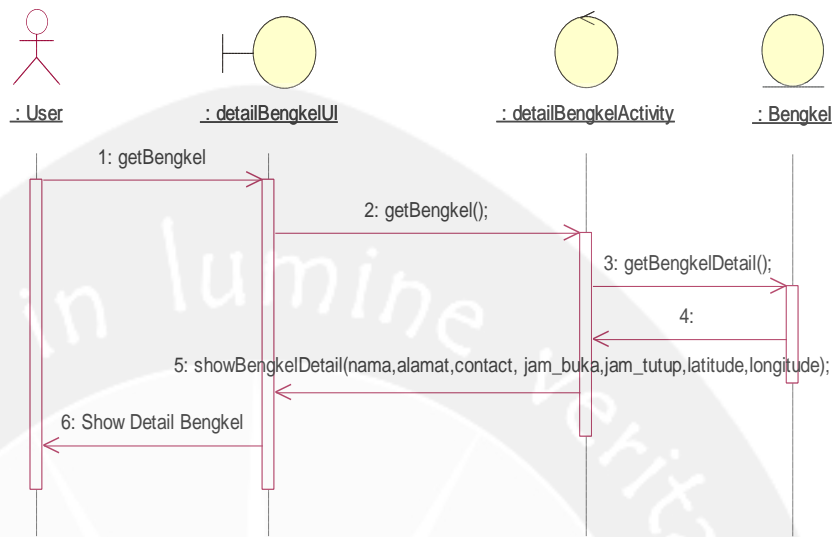 : User
: detailBengkelUI
: detailBengkelActivity
: Bengkel
1: getBengkel
2: getBengkel();
3: getBengkelDetail();
4:
5: showBengkelDetail(nama,alamat,contact, jam_buka,jam_tutup,latitude,longitude);
6: Show Detail Bengkel
in lumine verita